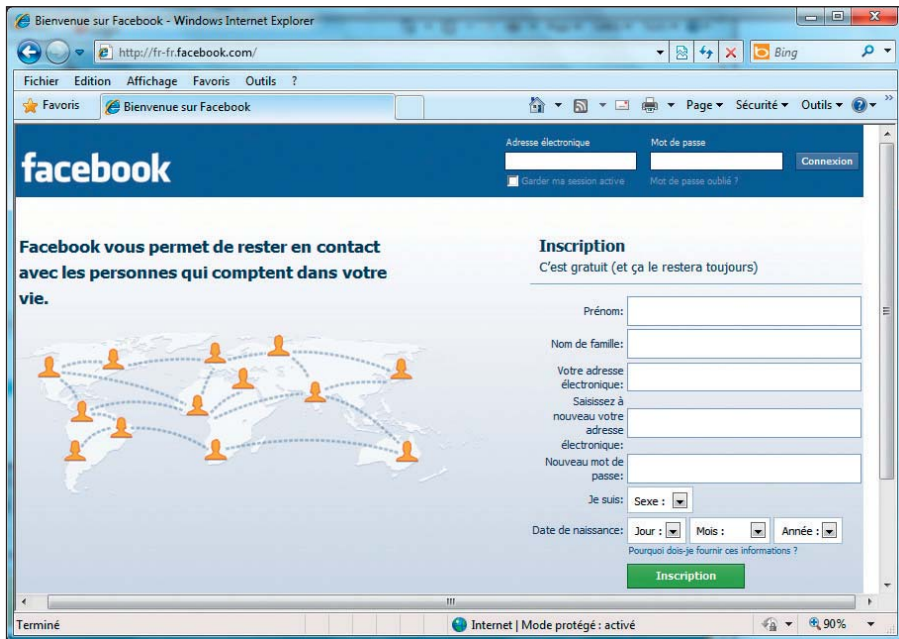 Bienvenue sur Facebook - Windows Internet Explorer
http://fr-fr.facebook.com/
Bing
Fichier Edition Affichage Favoris Outils ?
Favoris Bienvenue sur Facebook Page Sécurité Outils
facebook
Adresse électronique Mot de passe
Connexion
Garder ma session active Mot de passe oublié ?
Facebook vous permet de rester en contact
avec les personnes qui comptent dans votre
vie.
Inscription
C'est gratuit (et ça le restera toujours)
Prénom:
Nom de famille:
Votre adresse
électronique:
Saisissez à
nouveau votre
adresse
électronique:
Nouveau mot de
passe:
Je suis: Sexe :
Date de naissance: Jour : Mois : Année :
Pourquoi dois-je fournir ces informations ?
Inscription
Terminé Internet | Mode protégé : activé 90%